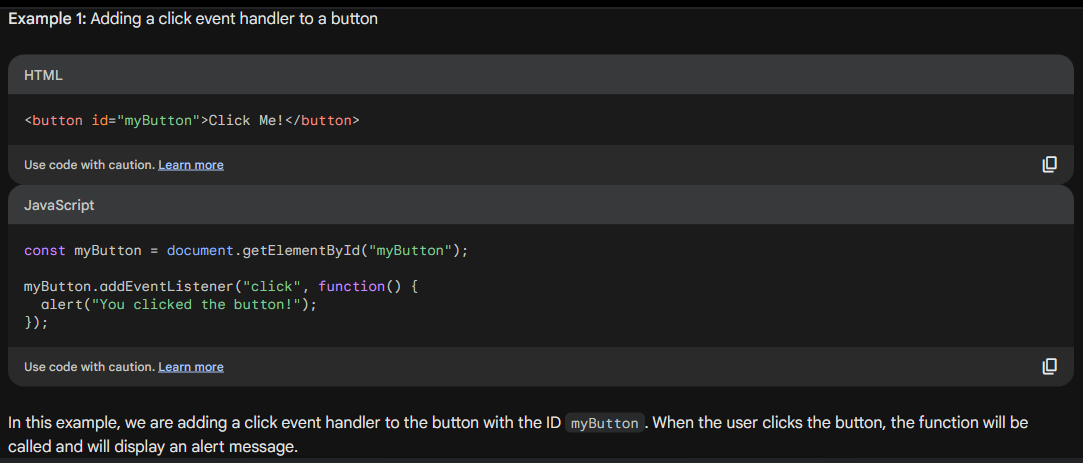 Example 1: Adding a click event handler to a button
HTML
<button id="myButton">Click Me!</button>
Use code with caution. Learn more
JavaScript
const myButton = document.getElementById("myButton");
myButton.addEventListener("click", function() {
  alert("You clicked the button!");
});
Use code with caution. Learn more
In this example, we are adding a click event handler to the button with the ID myButton. When the user clicks the button, the function will be
called and will display an alert message.